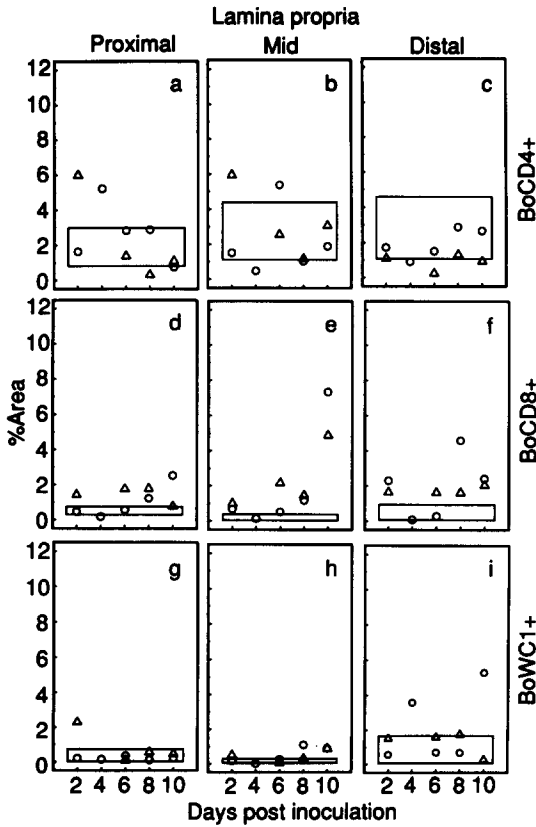 Lamina propria
Proximal Mid Distal
12 a b c
10
8
6
4
2
0
BoCD4+
12 d e f
10
8
6
4
2
0
%Area
BoCD8+
12 g h i
10
8
6
4
2
0
BoWC1+
2 4 6 8 10 2 4 6 8 10 2 4 6 8 10
Days post inoculation